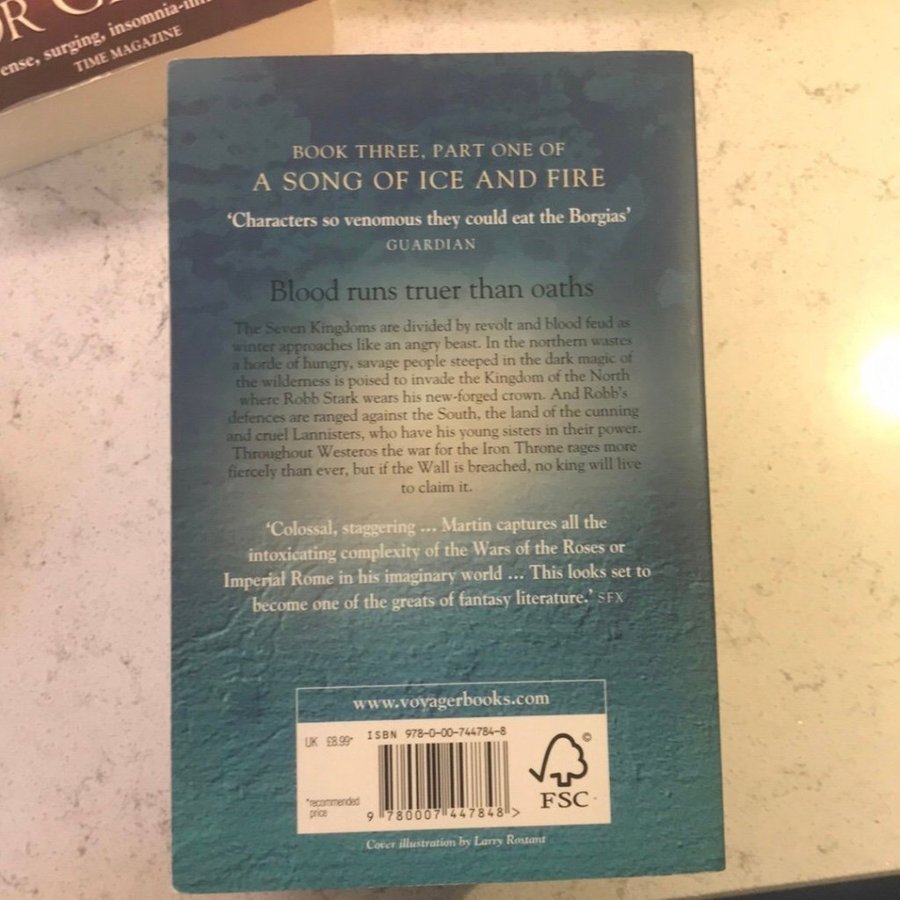 ense, surging, insomnia-in
TIME MAGAZINE
BOOK THREE, PART ONE OF
A SONG OF ICE AND FIRE
‘Characters so venomous they could eat the Borgias’
GUARDIAN
Blood runs truer than oaths
The Seven Kingdoms are divided by revolt and blood feud as
winter approaches like an angry beast. In the northern wastes
a horde of hungry, savage people steeped in the dark magic of
the wilderness is poised to invade the Kingdom of the North
where Robb Stark wears his new-forged crown. And Robb’s
defences are ranged against the South, the land of the cunning
and cruel Lannisters, who have his young sisters in their power.
Throughout Westeros the war for the Iron Throne rages more
fiercely than ever, but if the Wall is breached, no king will live
to claim it.
‘Colossal, staggering ... Martin captures all the
intoxicating complexity of the Wars of the Roses or
Imperial Rome in his imaginary world ... This looks set to
become one of the greats of fantasy literature.’ SFX
www.voyagerbooks.com
UK £8.99* ISBN 978-0-00-744784-8
*recommended
price
9 780007 447848 >
©
FSC
Cover illustration by Larry Rostant